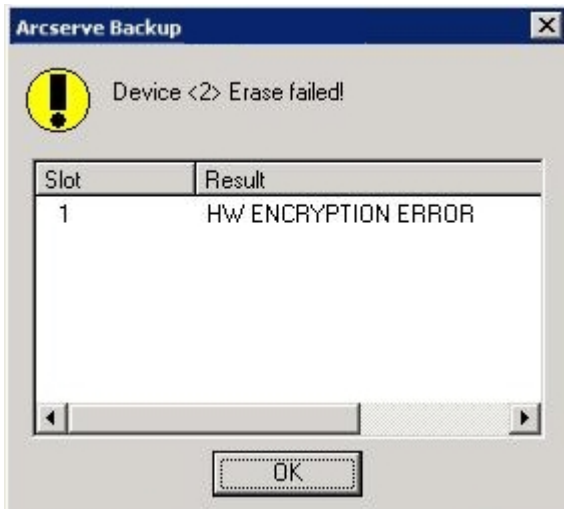 Arcserve Backup
Device <2> Erase failed!
Slot Result
1 HW ENCRYPTION ERROR
OK